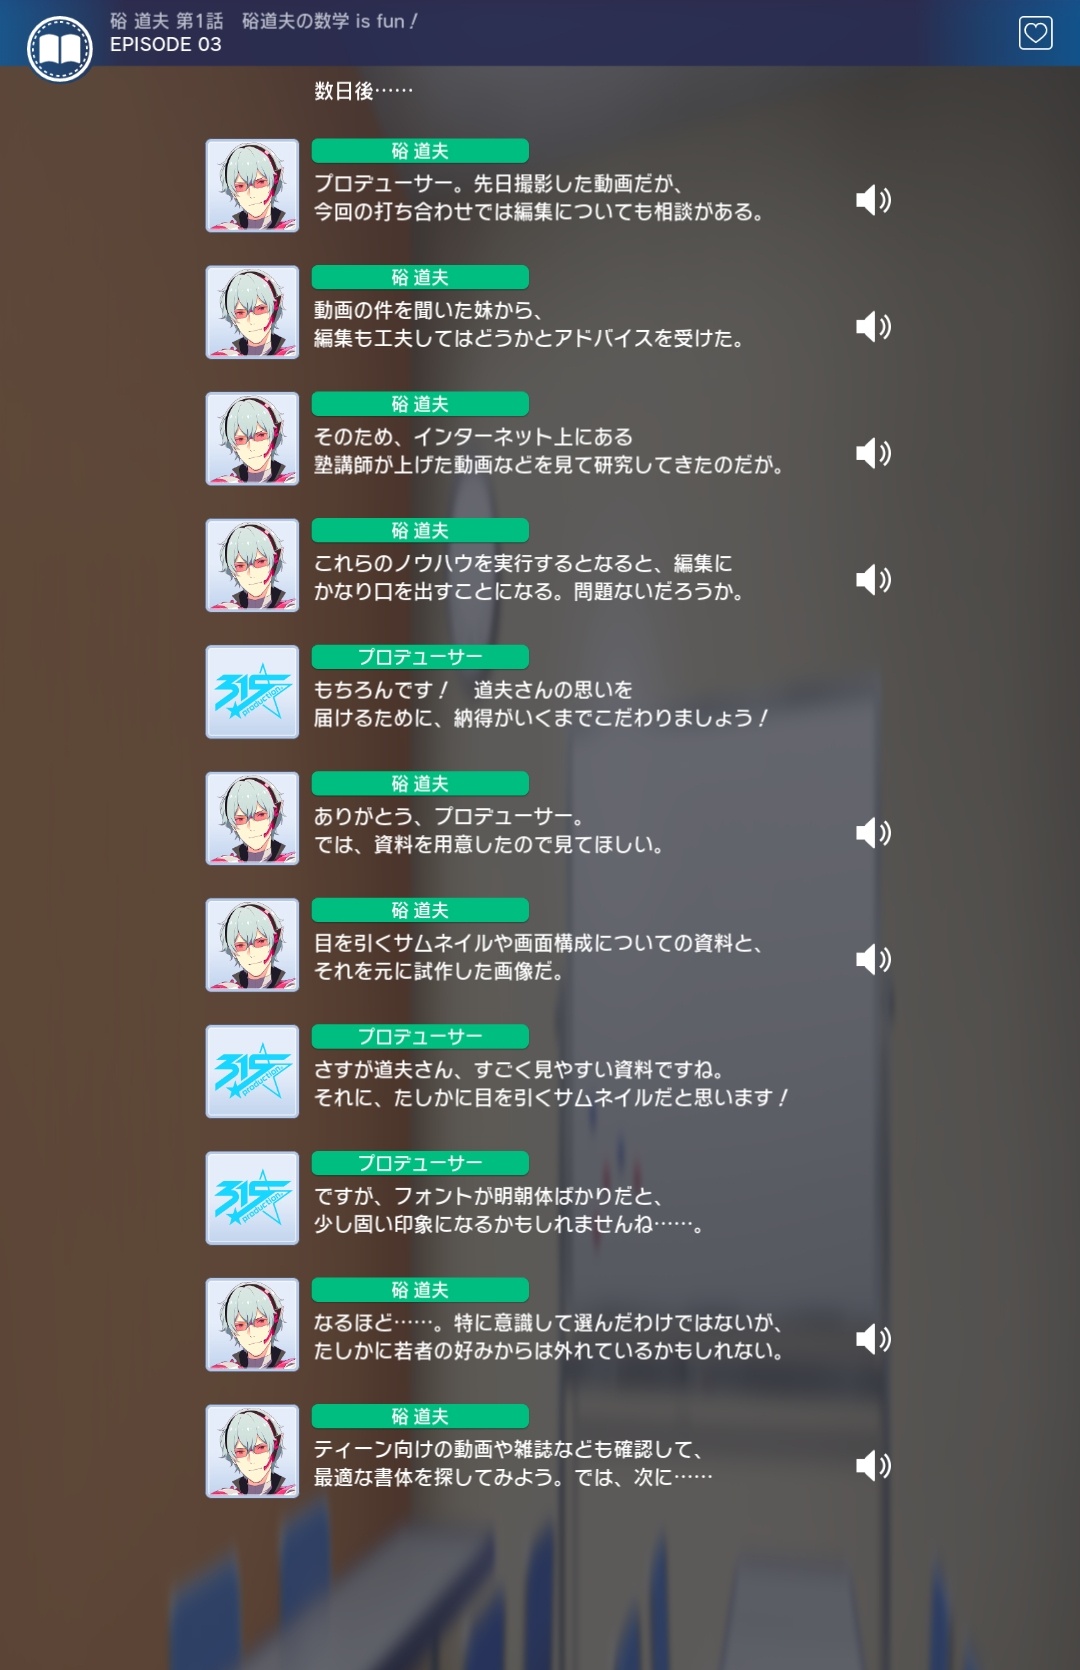 硲 道夫 第1話　硲道夫の数学 is fun！
EPISODE 03
数日後……
硲 道夫
プロデューサー。先日撮影した動画だが、
今回の打ち合わせでは編集についても相談がある。
硲 道夫
動画の件を聞いた妹から、
編集も工夫してはどうかとアドバイスを受けた。
硲 道夫
そのため、インターネット上にある
塾講師が上げた動画などを見て研究してきたのだが。
硲 道夫
これらのノウハウを実行するとなると、編集に
かなり口を出すことになる。問題ないだろうか。
315 production
プロデューサー
もちろんです！　道夫さんの思いを
届けるために、納得がいくまでこだわりましょう！
硲 道夫
ありがとう、プロデューサー。
では、資料を用意したので見てほしい。
硲 道夫
目を引くサムネイルや画面構成についての資料と、
それを元に試作した画像だ。
315 production
プロデューサー
さすが道夫さん、すごく見やすい資料ですね。
それに、たしかに目を引くサムネイルだと思います！
315 production
プロデューサー
ですが、フォントが明朝体ばかりだと、
少し固い印象になるかもしれませんね……。
硲 道夫
なるほど……。特に意識して選んだわけではないが、
たしかに若者の好みからは外れているかもしれない。
硲 道夫
ティーン向けの動画や雑誌なども確認して、
最適な書体を探してみよう。では、次に……